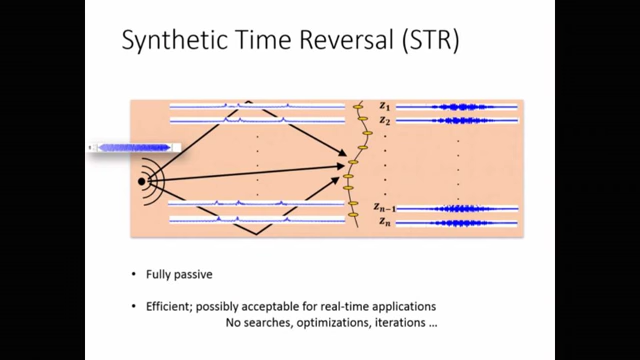 Synthetic Time Reversal (STR)
Z1
Z2
Zn−1
Zn
• Fully passive
• Efficient; possibly acceptable for real-time applications
No searches, optimizations, iterations ...